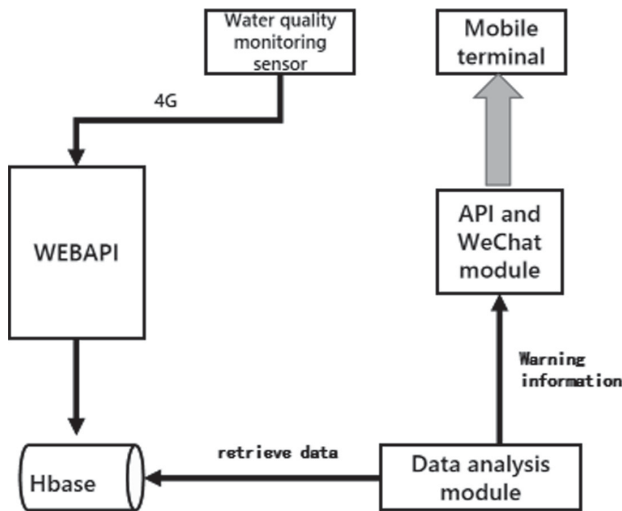 Water quality
monitoring
sensor
Mobile
terminal
4G
WEBAPI
API and
WeChat
module
Warning
information
retrieve data
Hbase
Data analysis
module